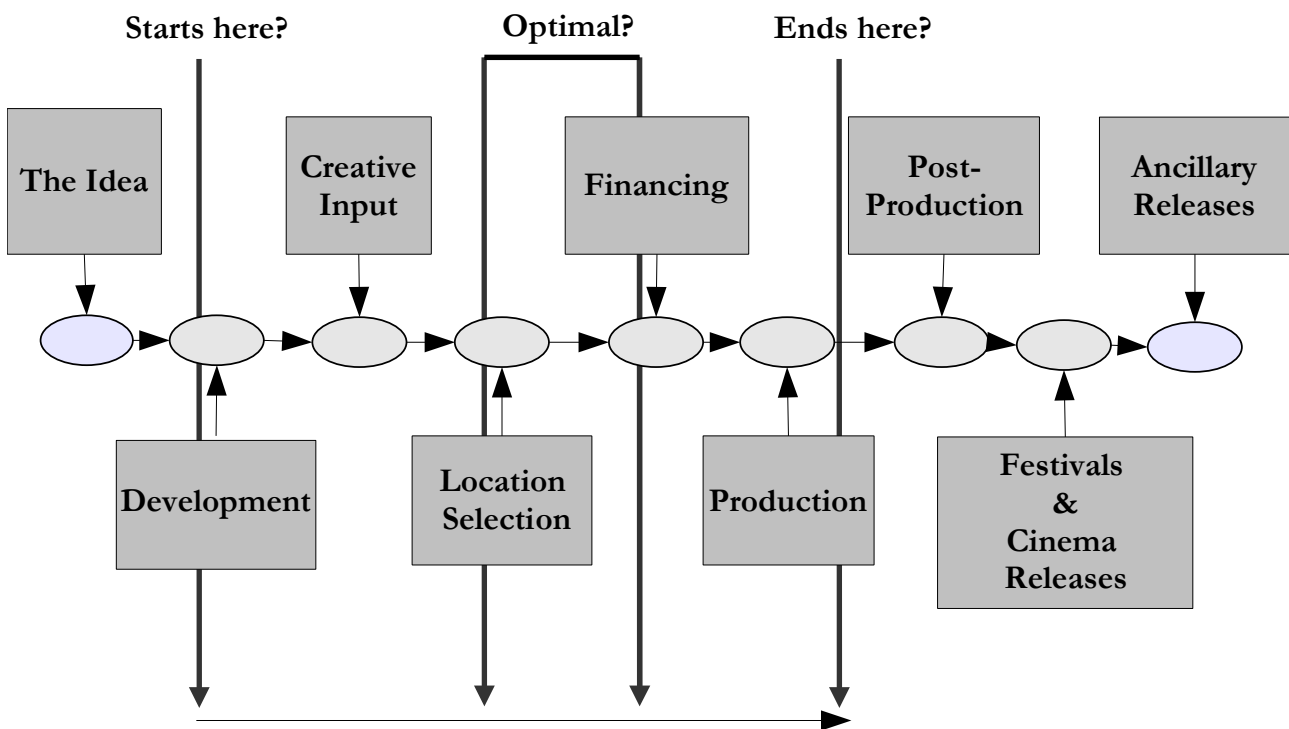 Starts here?
Optimal?
Ends here?
The Idea
Creative
Input
Financing
Post-
Production
Ancillary
Releases
Development
Location
Selection
Production
Festivals
&
Cinema
Releases